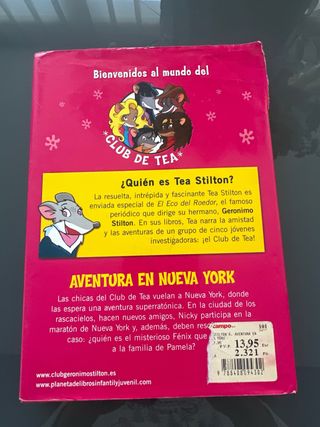 Bienvenidos al mundo del
CLUB DE TEA
¿Quién es Tea Stilton?
La resuelta, intrépida y fascinante Tea Stilton es
enviada especial de El Eco del Roedor, el famoso
periódico que dirige su hermano, Geronimo
Stilton. En sus libros, Tea narra la amistad
y las aventuras de un grupo de cinco jóvenes
investigadoras: ¡el Club de Tea!
AVENTURA EN NUEVA YORK
Las chicas del Club de Tea vuelan a Nueva York, donde
las espera una aventura superratónica. En la ciudad de los
rascacielos, hacen nuevos amigos, Nicky participa en la
maratón de Nueva York y, además, deben
caso: ¿quién es el misterioso Fénix que
a la familia de Pamela?
www.clubgeronimostilton.es
www.planetadelibrosinfantilyjuvenil.com
campo
13,95
2.321